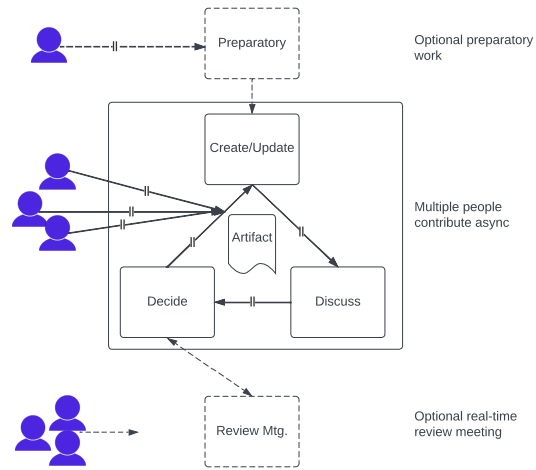 Preparatory
Optional preparatory
work
Create/Update
Multiple people
contribute async
Artifact
Decide
Discuss
Review Mtg.
Optional real-time
review meeting